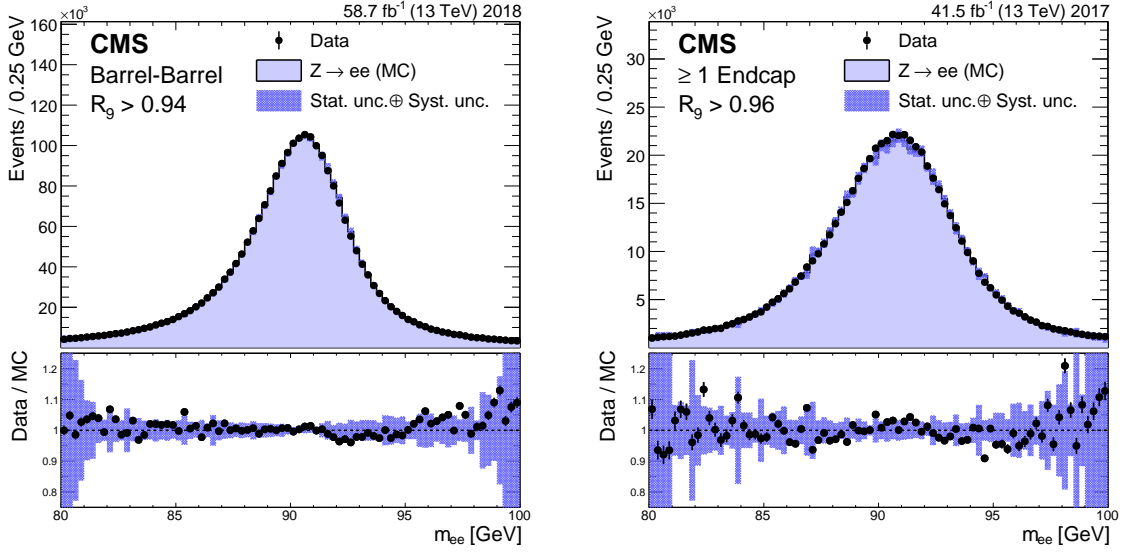 ×10³
58.7 fb⁻¹ (13 TeV) 2018
CMS
Barrel-Barrel
R₉ > 0.94
Data
Z → ee (MC)
Stat. unc.⊕ Syst. unc.
Events / 0.25 GeV
160
140
120
100
80
60
40
20
Data / MC
1.2
1.1
1
0.9
0.8
80 85 90 95 100
mₑₑ [GeV]
×10³
41.5 fb⁻¹ (13 TeV) 2017
CMS
≥ 1 Endcap
R₉ > 0.96
Data
Z → ee (MC)
Stat. unc.⊕ Syst. unc.
Events / 0.25 GeV
30
25
20
15
10
5
Data / MC
1.2
1.1
1
0.9
0.8
80 85 90 95 100
mₑₑ [GeV]